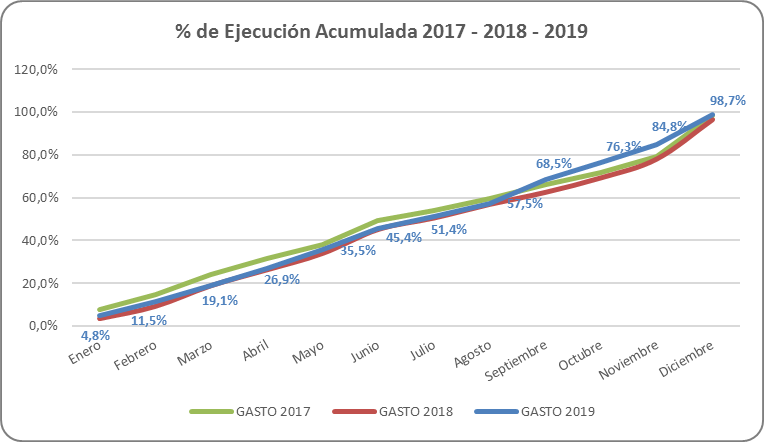 % de Ejecución Acumulada 2017 - 2018 - 2019
120,0%
100,0%
80,0%
60,0%
40,0%
20,0%
0,0%
4,8%
11,5%
19,1%
26,9%
35,5%
45,4%
51,4%
57,5%
68,5%
76,3%
84,8%
98,7%
Enero
Febrero
Marzo
Abril
Mayo
Junio
Julio
Agosto
Septiembre
Octubre
Noviembre
Diciembre
GASTO 2017
GASTO 2018
GASTO 2019